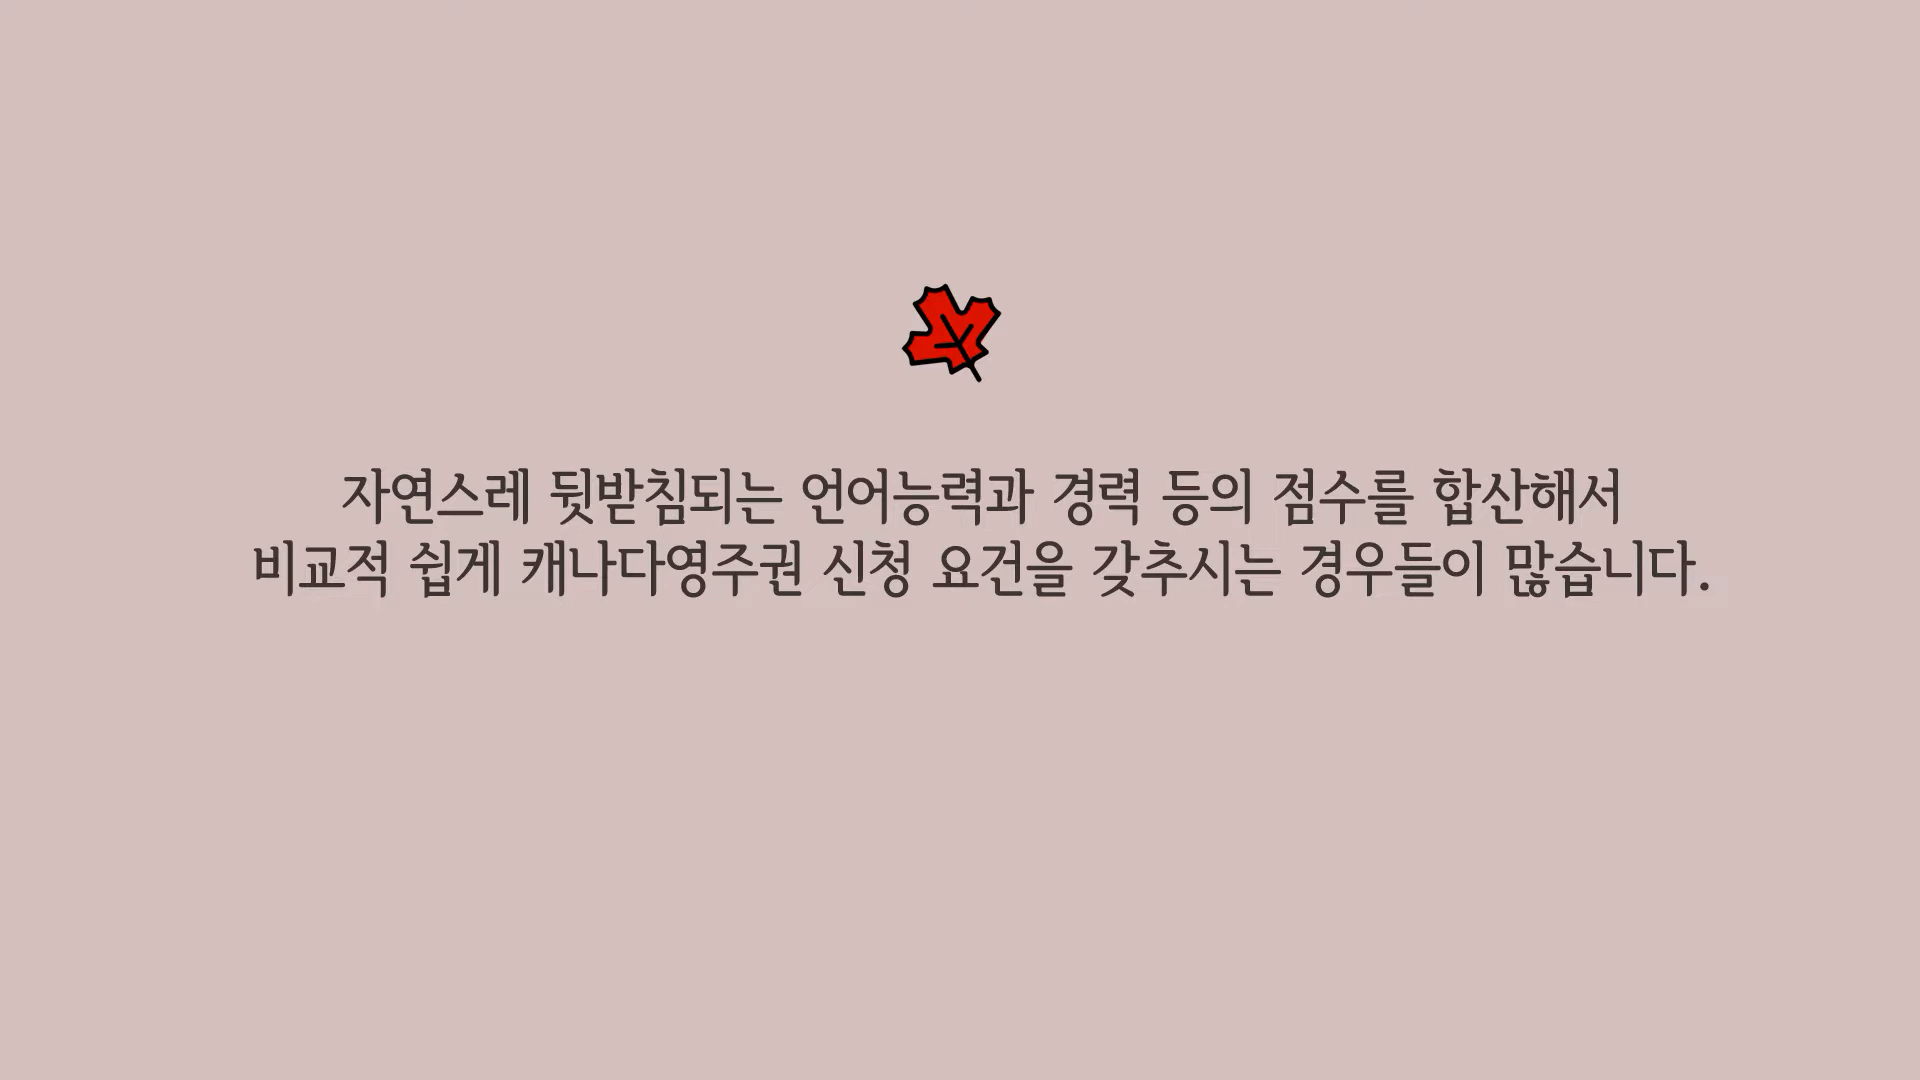 자연스레 뒷받침되는 언어능력과 경력 등의 점수를 합산해서
비교적 쉽게 캐나다영주권 신청 요건을 갖추시는 경우들이 많습니다.